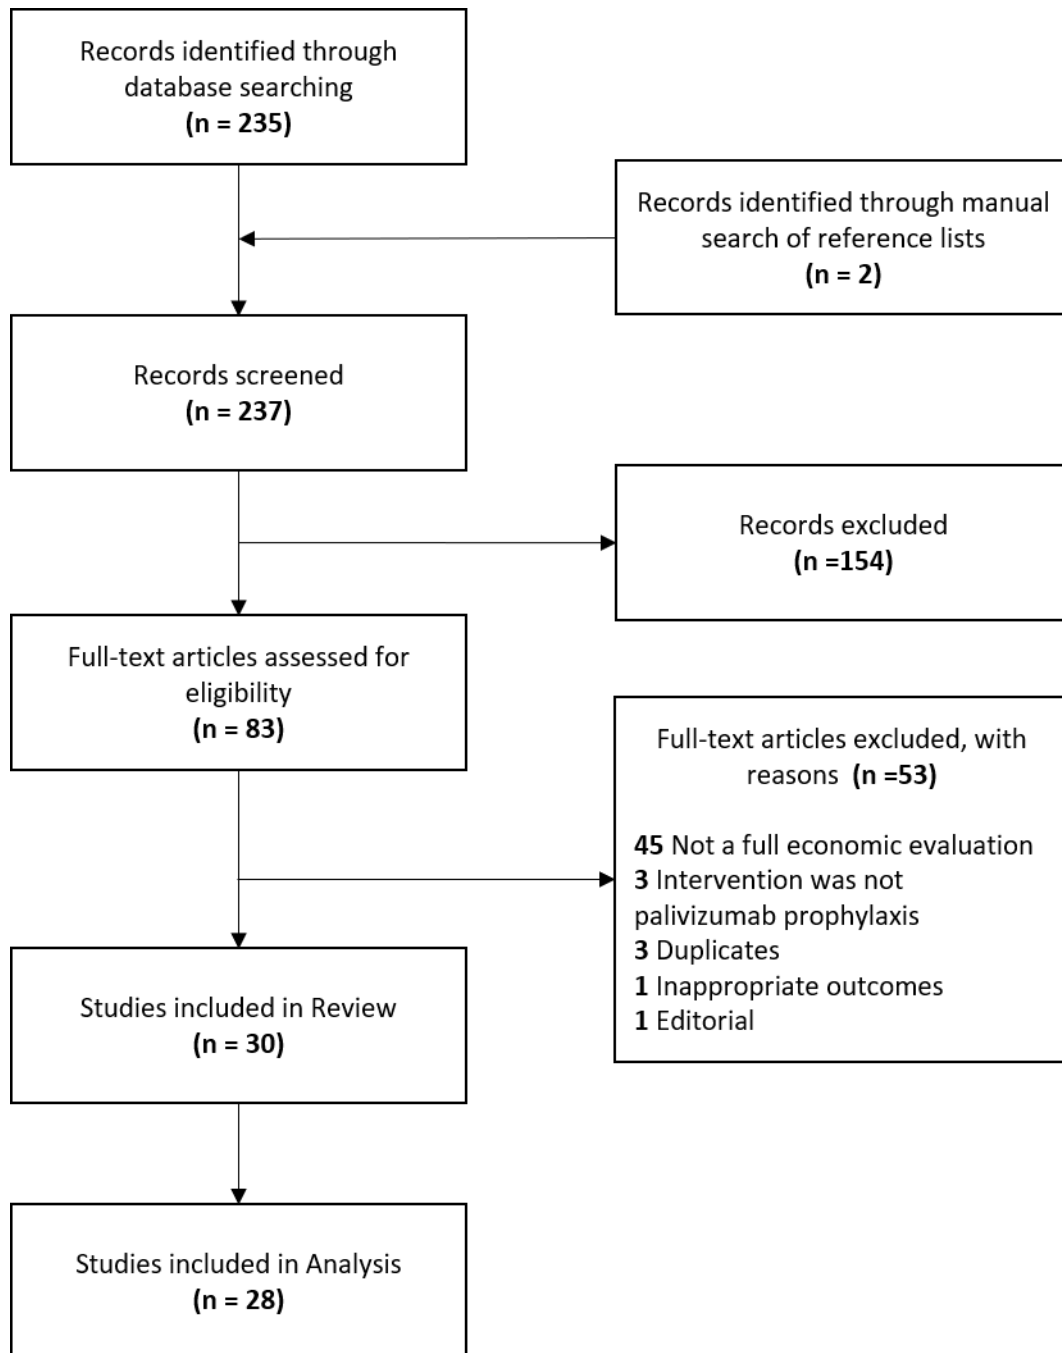 Records identified through
database searching
(n = 235)
Records identified through manual
search of reference lists
(n = 2)
Records screened
(n = 237)
Records excluded
(n =154)
Full-text articles assessed for
eligibility
(n = 83)
Full-text articles excluded, with
reasons (n =53)
45 Not a full economic evaluation
3 Intervention was not
palivizumab prophylaxis
3 Duplicates
1 Inappropriate outcomes
1 Editorial
Studies included in Review
(n = 30)
Studies included in Analysis
(n = 28)